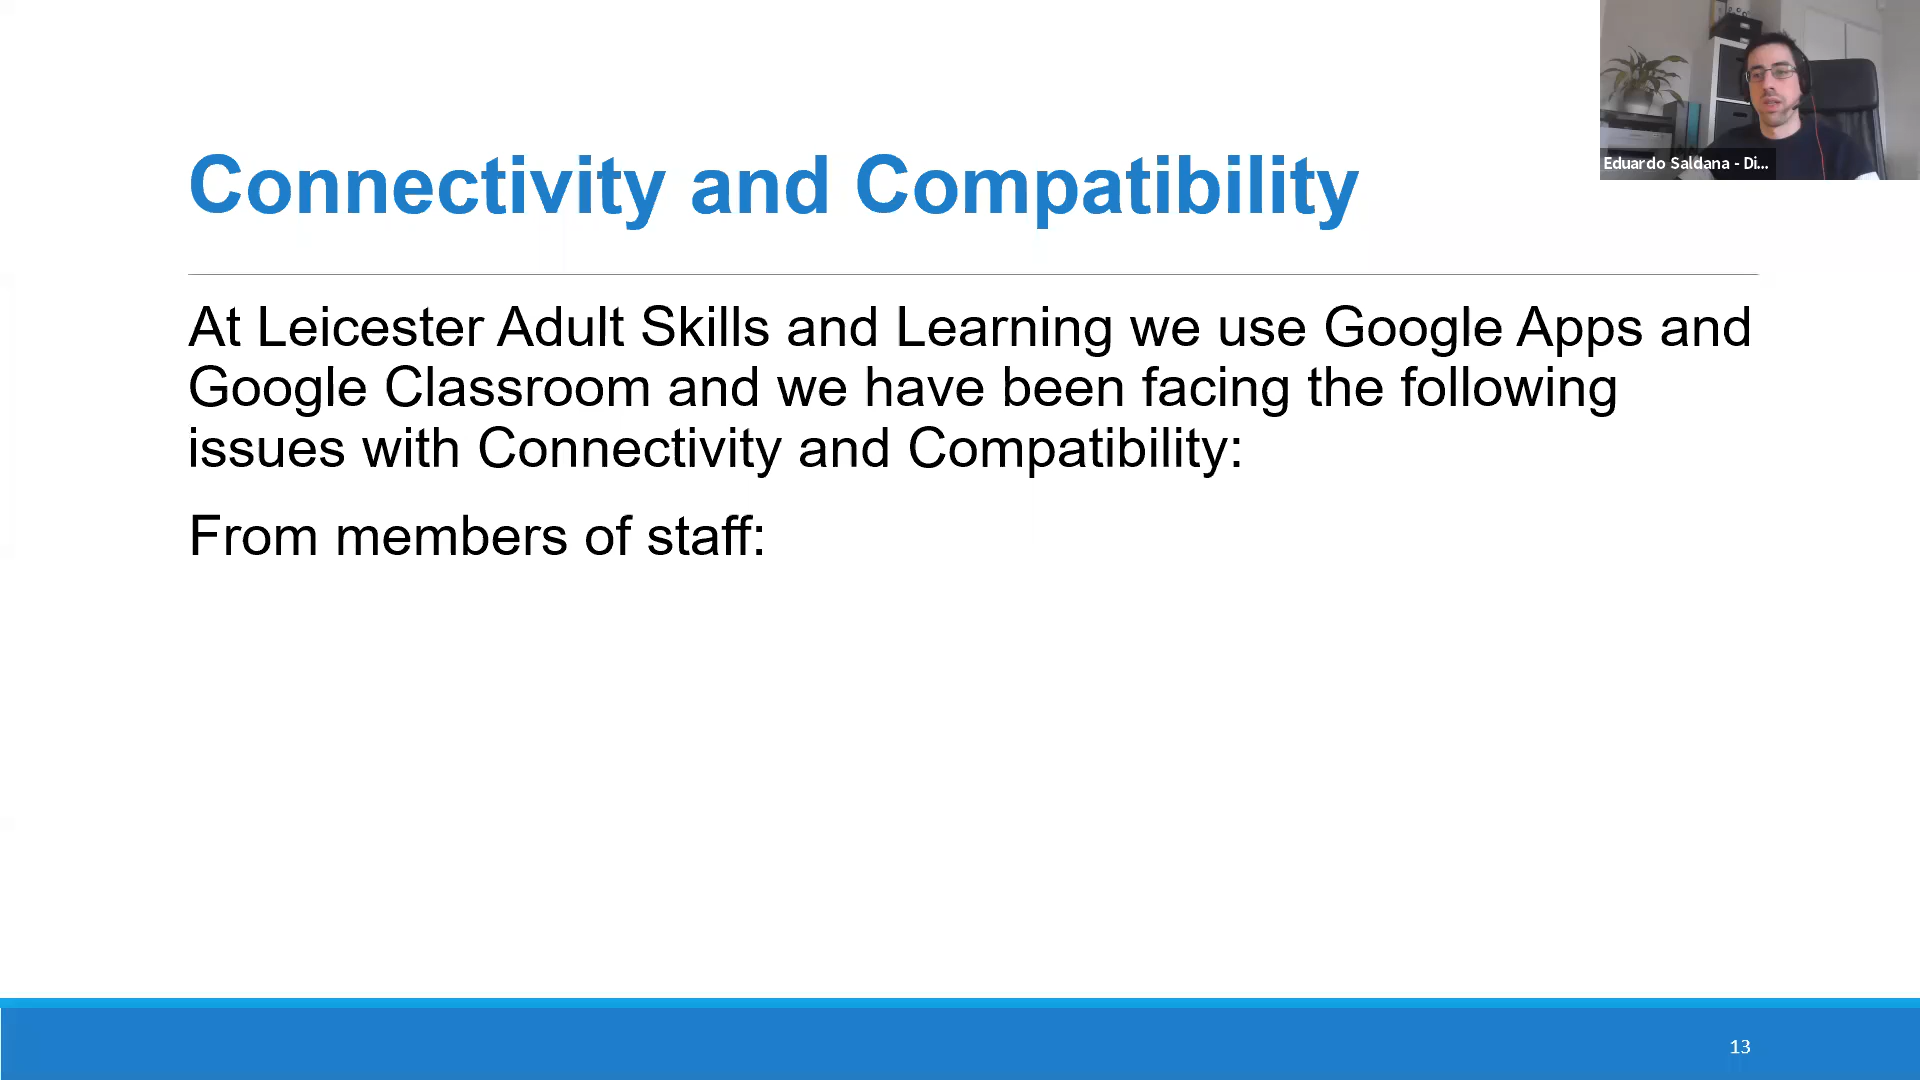 Connectivity and Compatibility
Eduardo Saldana - Di...
At Leicester Adult Skills and Learning we use Google Apps and
Google Classroom and we have been facing the following
issues with Connectivity and Compatibility:
From members of staff:
13